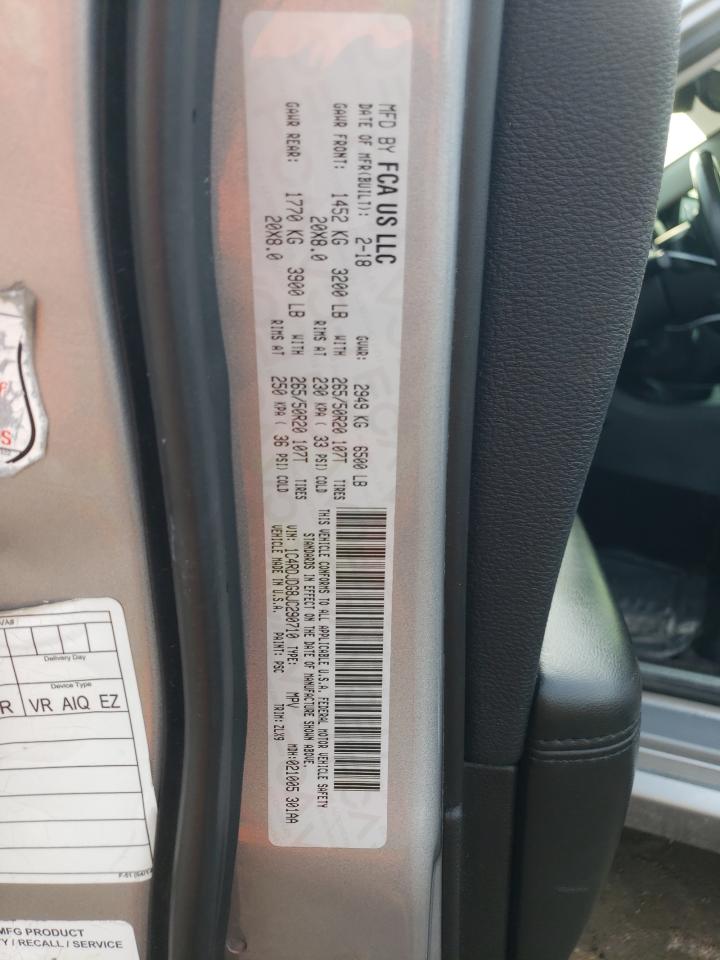 MFD BY FCA US LLC
DATE OF MFR(BUILT): 2-18 GVWR: 2949 KG 6500 LB
GAWR FRONT: 1452 KG 3200 LB WITH 265/50R20 107T TIRES
20X8.0 RIMS AT 230 KPA ( 33 PSI) COLD
GAWR REAR: 1770 KG 3900 LB WITH 265/50R20 107T TIRES
20X8.0 RIMS AT 250 KPA ( 36 PSI) COLD
THIS VEHICLE CONFORMS TO ALL APPLICABLE U.S.A. FEDERAL MOTOR VEHICLE SAFETY
STANDARDS IN EFFECT ON THE DATE OF MANUFACTURE SHOWN ABOVE.
VIN: 1C4RDJDG8JC290710 TYPE: MPV MDH:021005 301AA
VEHICLE MADE IN U.S.A. PAINT: PSC TRIM:ZLX9
Delivery Day
Device Type
R VR AIQ EZ
MFG PRODUCT
/ RECALL / SERVICE